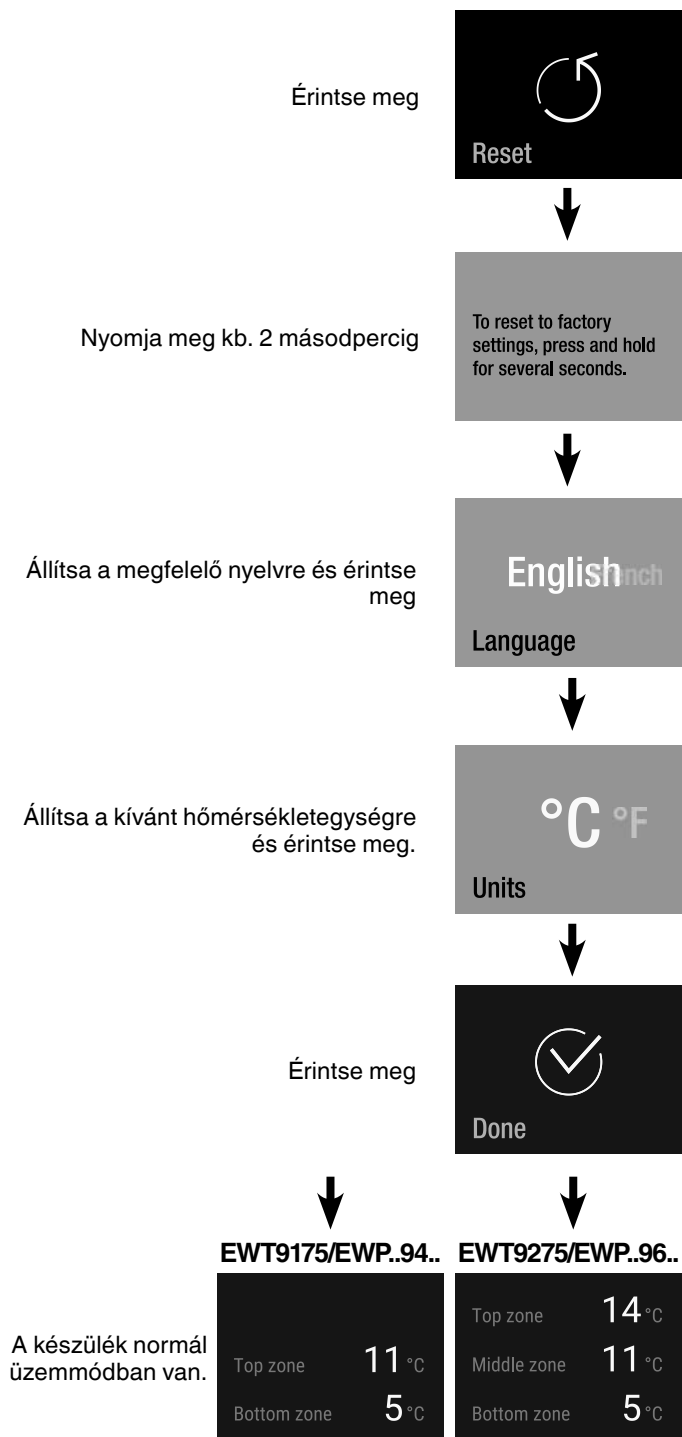 Érintse meg
Reset
Nyomja meg kb. 2 másodpercig
To reset to factory
settings, press and hold
for several seconds.
Állítsa a megfelelő nyelvre és érintse
meg
English French
Language
Állítsa a kívánt hőmérsékletegységre
és érintse meg.
°C °F
Units
Érintse meg
Done
EWT9175/EWP..94..
EWT9275/EWP..96..
A készülék normál
üzemmódban van.
Top zone 11 °C
Bottom zone 5 °C
Top zone 14 °C
Middle zone 11 °C
Bottom zone 5 °C